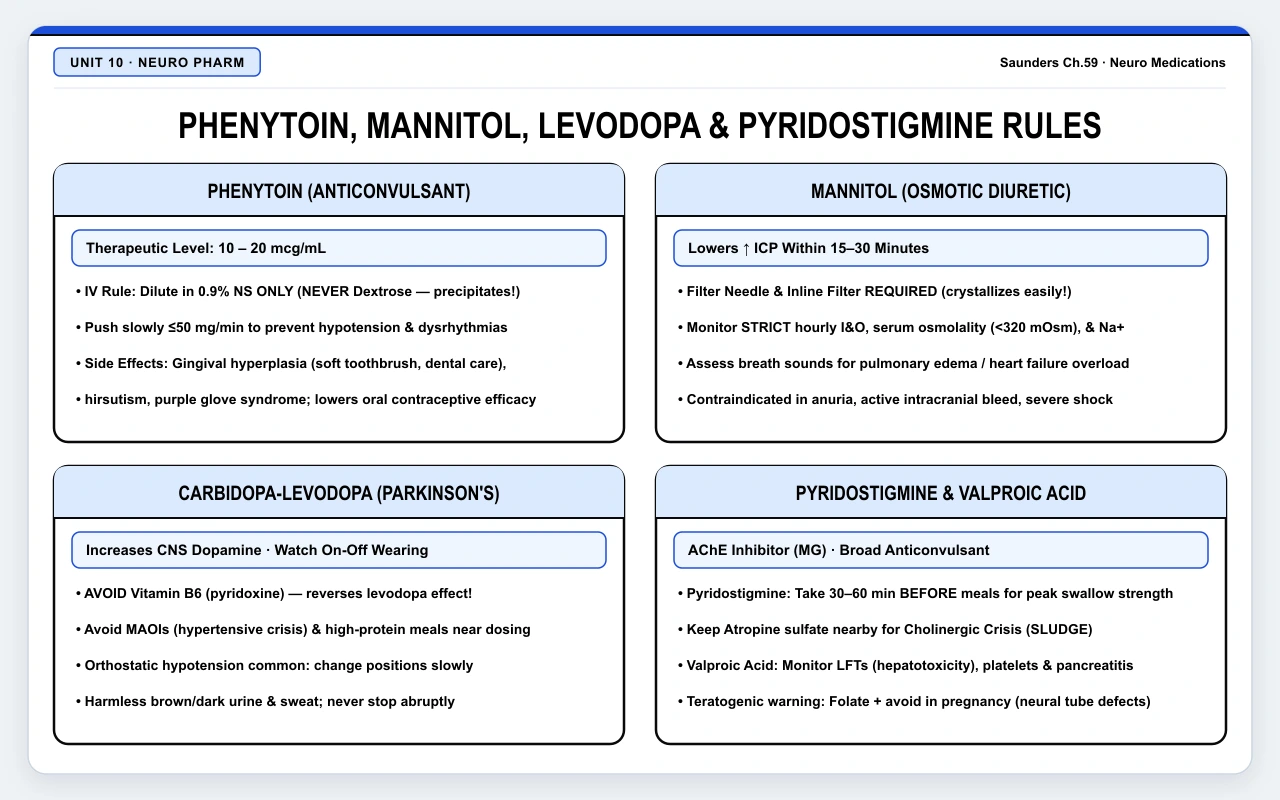 UNIT 10 · NEURO PHARM
Saunders Ch.59 · Neuro Medications
PHENYTOIN, MANNITOL, LEVODOPA & PYRIDOSTIGMINE RULES
PHENYTOIN (ANTICONVULSANT)
Therapeutic Level: 10 – 20 mcg/mL
• IV Rule: Dilute in 0.9% NS ONLY (NEVER Dextrose — precipitates!)
• Push slowly ≤50 mg/min to prevent hypotension & dysrhythmias
• Side Effects: Gingival hyperplasia (soft toothbrush, dental care),
• hirsutism, purple glove syndrome; lowers oral contraceptive efficacy
MANNITOL (OSMOTIC DIURETIC)
Lowers ↑ ICP Within 15–30 Minutes
• Filter Needle & Inline Filter REQUIRED (crystallizes easily!)
• Monitor STRICT hourly I&O, serum osmolality (<320 mOsm), & Na+
• Assess breath sounds for pulmonary edema / heart failure overload
• Contraindicated in anuria, active intracranial bleed, severe shock
CARBIDOPA-LEVODOPA (PARKINSON'S)
Increases CNS Dopamine · Watch On-Off Wearing
• AVOID Vitamin B6 (pyridoxine) — reverses levodopa effect!
• Avoid MAOIs (hypertensive crisis) & high-protein meals near dosing
• Orthostatic hypotension common: change positions slowly
• Harmless brown/dark urine & sweat; never stop abruptly
PYRIDOSTIGMINE & VALPROIC ACID
AChE Inhibitor (MG) · Broad Anticonvulsant
• Pyridostigmine: Take 30–60 min BEFORE meals for peak swallow strength
• Keep Atropine sulfate nearby for Cholinergic Crisis (SLUDGE)
• Valproic Acid: Monitor LFTs (hepatotoxicity), platelets & pancreatitis
• Teratogenic warning: Folate + avoid in pregnancy (neural tube defects)